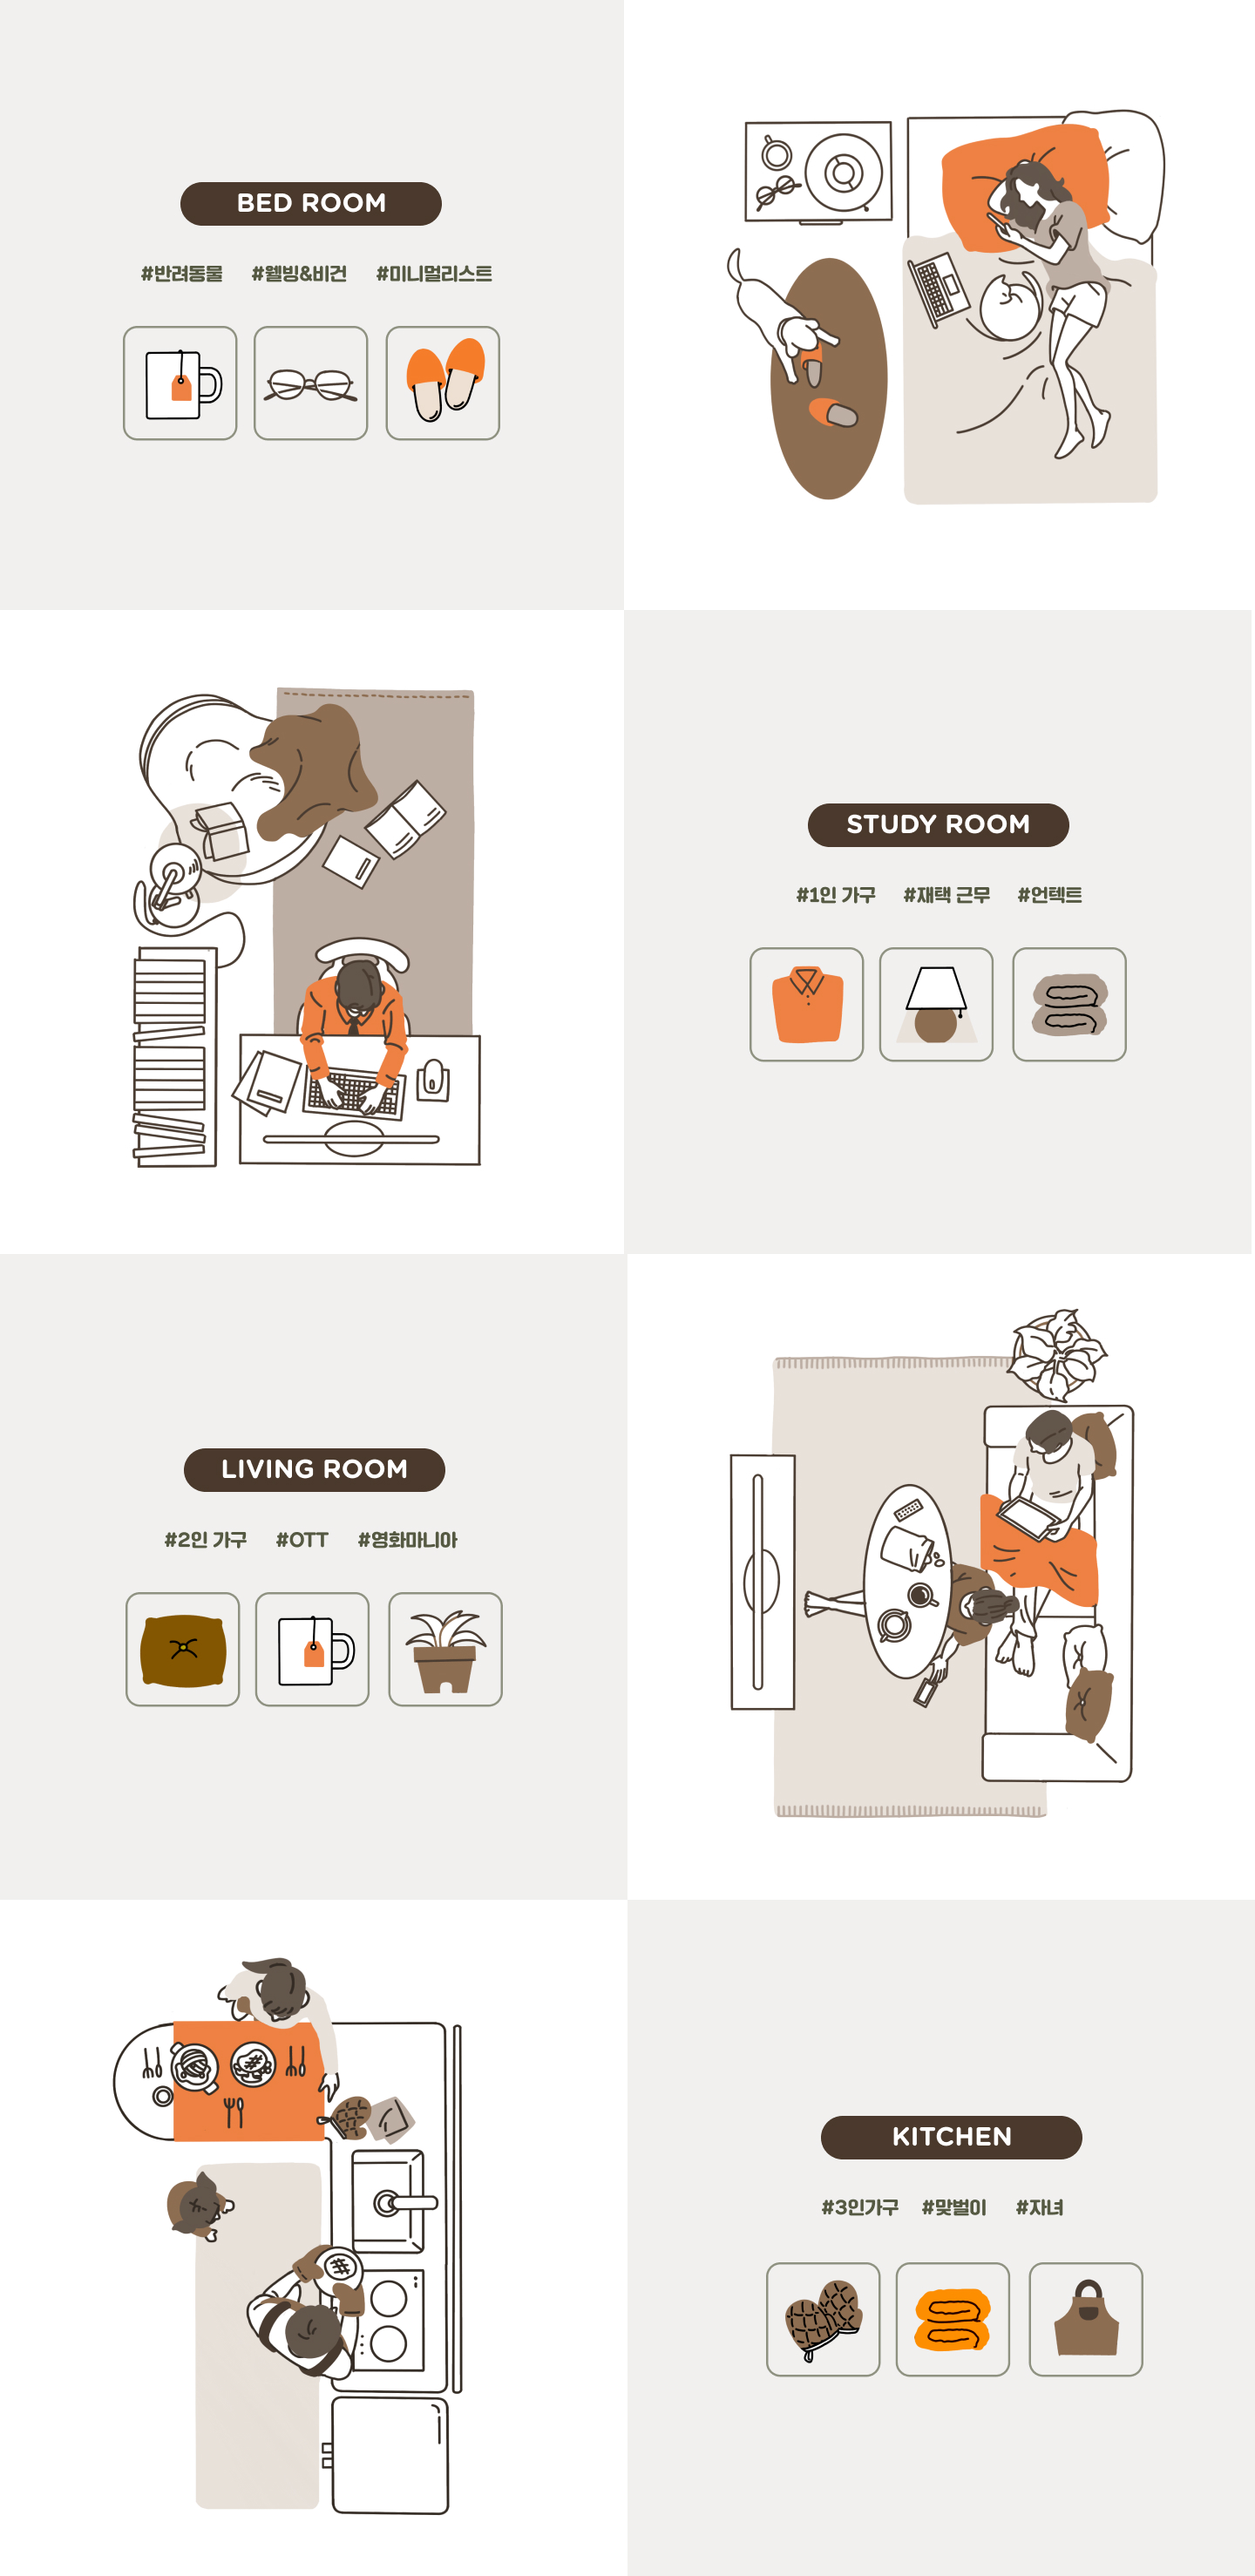 BED ROOM
#반려동물 #웰빙&비건 #미니멀리스트
STUDY ROOM
#1인 가구 #재택 근무 #언텍트
LIVING ROOM
#2인 가구 #OTT #영화마니아
KITCHEN
#3인가구 #맞벌이 #자녀